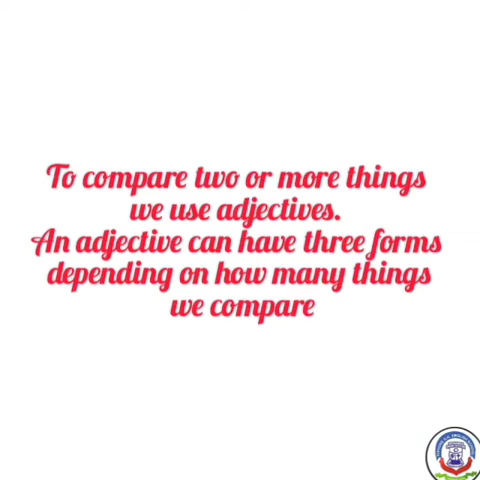 To compare two or more things
we use adjectives.
An adjective can have three forms
depending on how many things
we compare